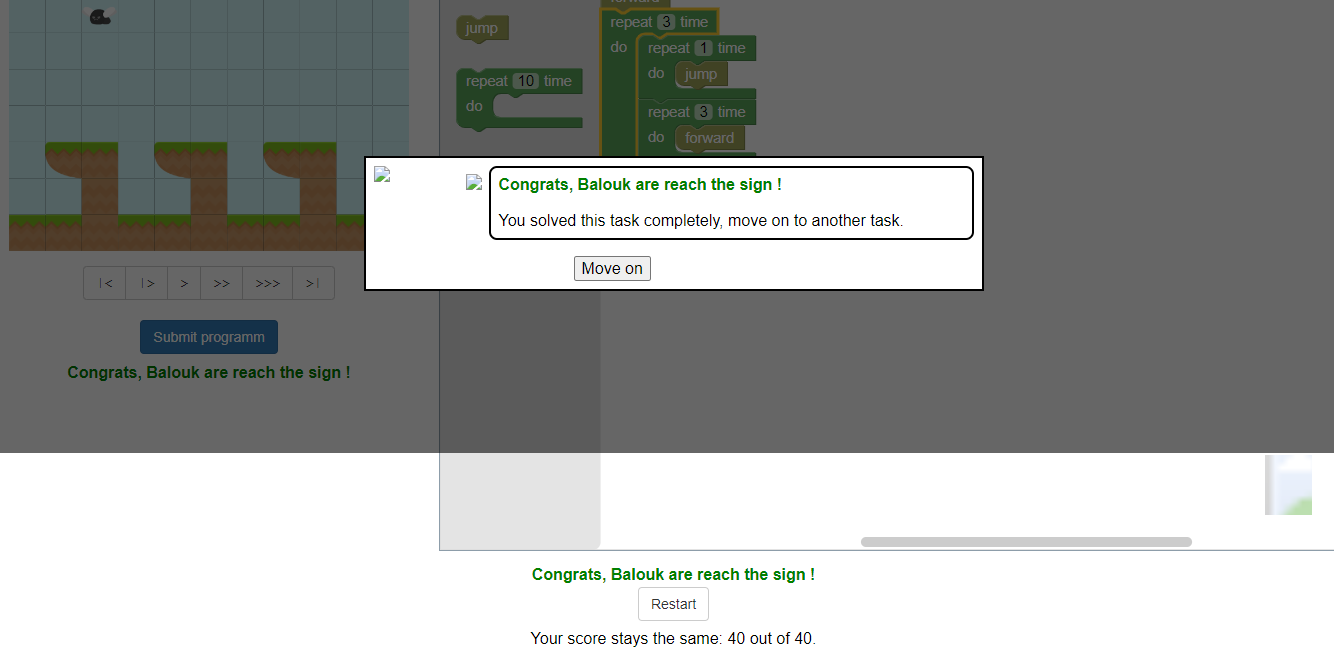 forward
jump
repeat 3 time
do
repeat 1 time
do jump
repeat 10 time
do
repeat 3 time
do forward
Congrats, Balouk are reach the sign !
You solved this task completely, move on to another task.
Move on
|< |> > >> >>> >|
Submit programm
Congrats, Balouk are reach the sign !
Congrats, Balouk are reach the sign !
Restart
Your score stays the same: 40 out of 40.